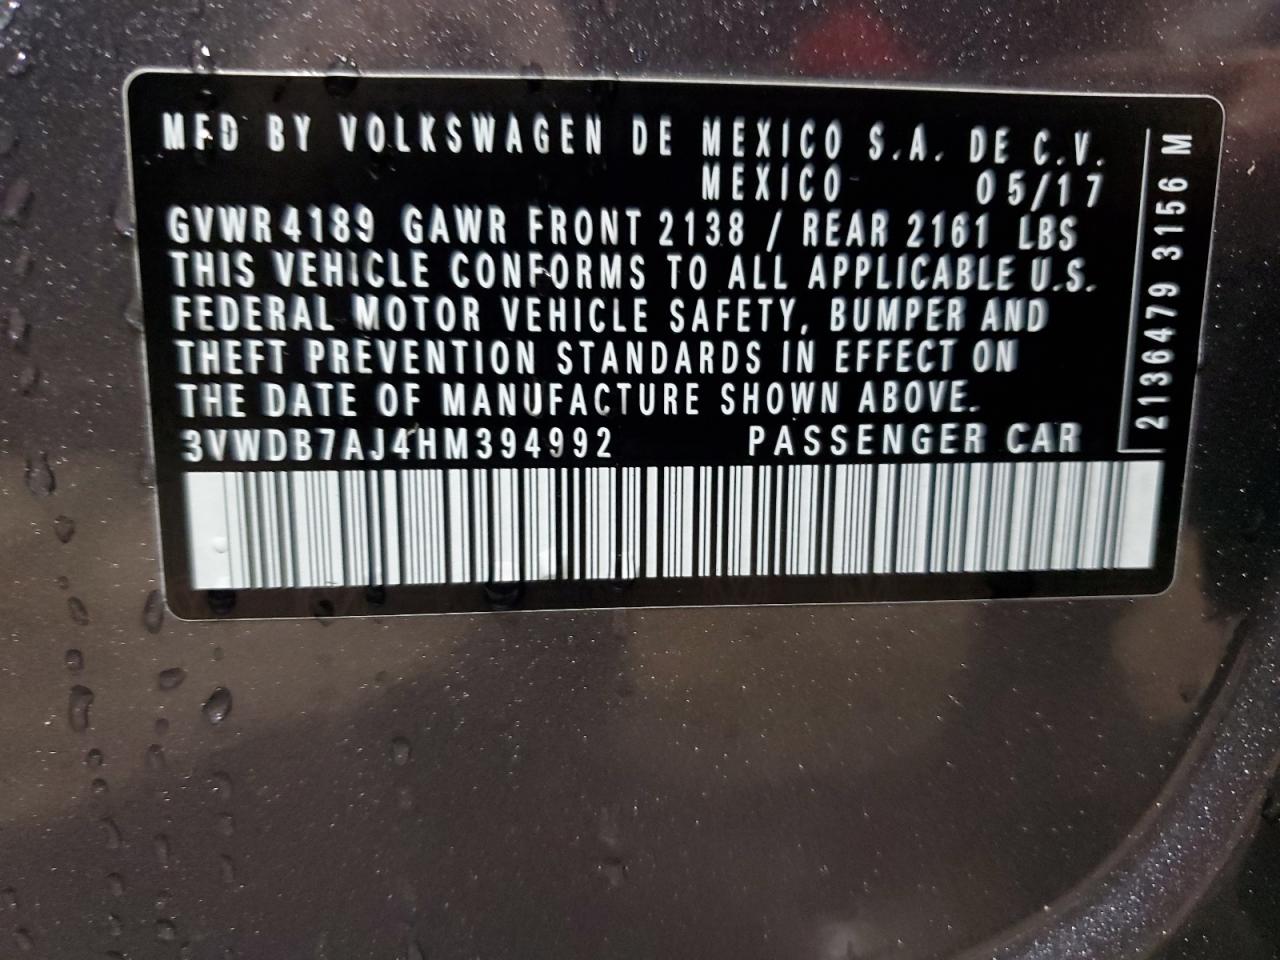 MFD BY VOLKSWAGEN DE MEXICO S.A. DE C.V.
MEXICO 05/17
GVWR 4189 GAWR FRONT 2138 / REAR 2161 LBS
THIS VEHICLE CONFORMS TO ALL APPLICABLE U.S.
FEDERAL MOTOR VEHICLE SAFETY, BUMPER AND
THEFT PREVENTION STANDARDS IN EFFECT ON
THE DATE OF MANUFACTURE SHOWN ABOVE.
3VWDB7AJ4HM394992 PASSENGER CAR
2136479 3156 M